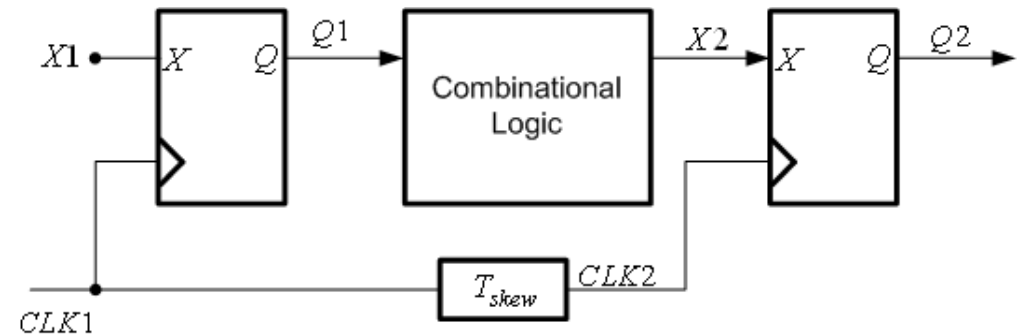 X1
X
Q
Q1
Combinational
Logic
X2
X
Q
Q2
CLK1
T_skew
CLK2